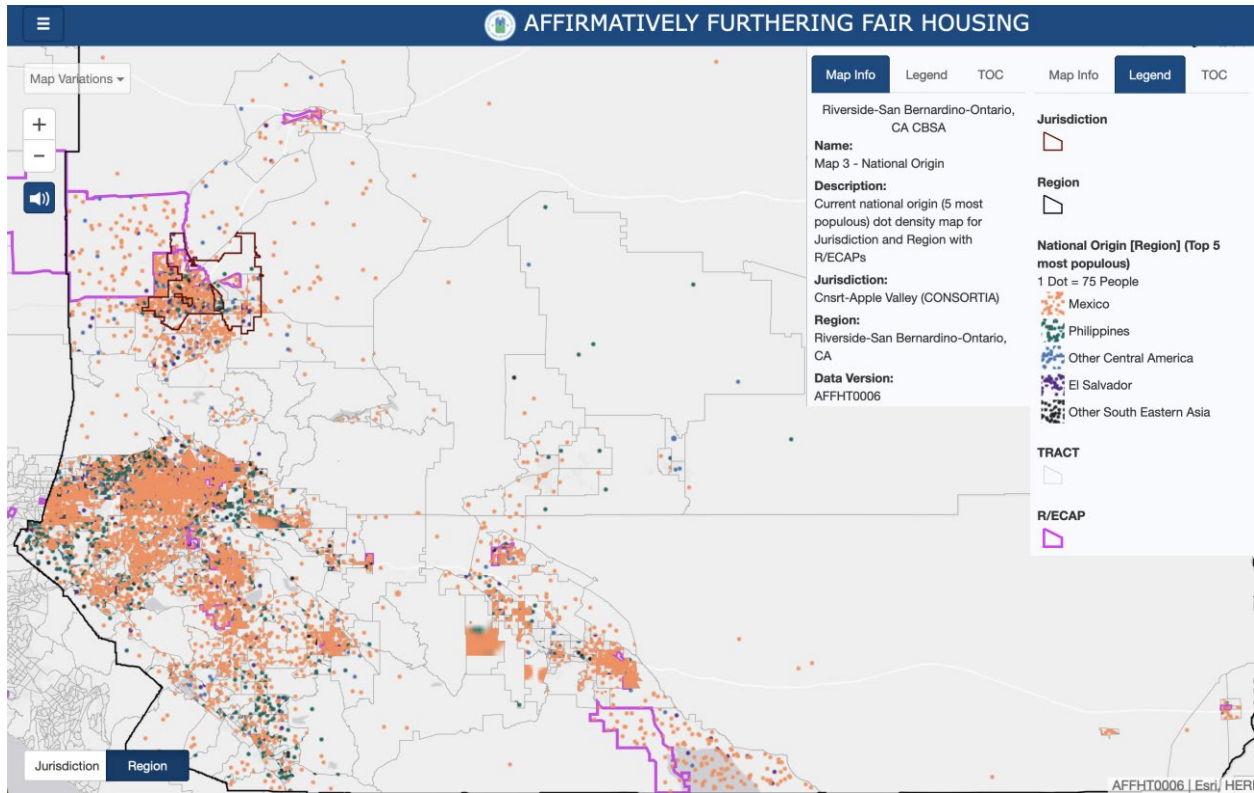 AFFIRMATIVELY FURTHERING FAIR HOUSING
Map Variations
+
−
Jurisdiction
Region
Map Info
Legend
TOC
Riverside-San Bernardino-Ontario,
CA CBSA
Name:
Map 3 - National Origin
Description:
Current national origin (5 most
populous) dot density map for
Jurisdiction and Region with
R/ECAPs
Jurisdiction:
Cnsrt-Apple Valley (CONSORTIA)
Region:
Riverside-San Bernardino-Ontario,
CA
Data Version:
AFFHT0006
Map Info
Legend
TOC
Jurisdiction
Region
National Origin [Region] (Top 5
most populous)
1 Dot = 75 People
Mexico
Philippines
Other Central America
El Salvador
Other South Eastern Asia
TRACT
R/ECAP
AFFHT0006 | Esri, HER